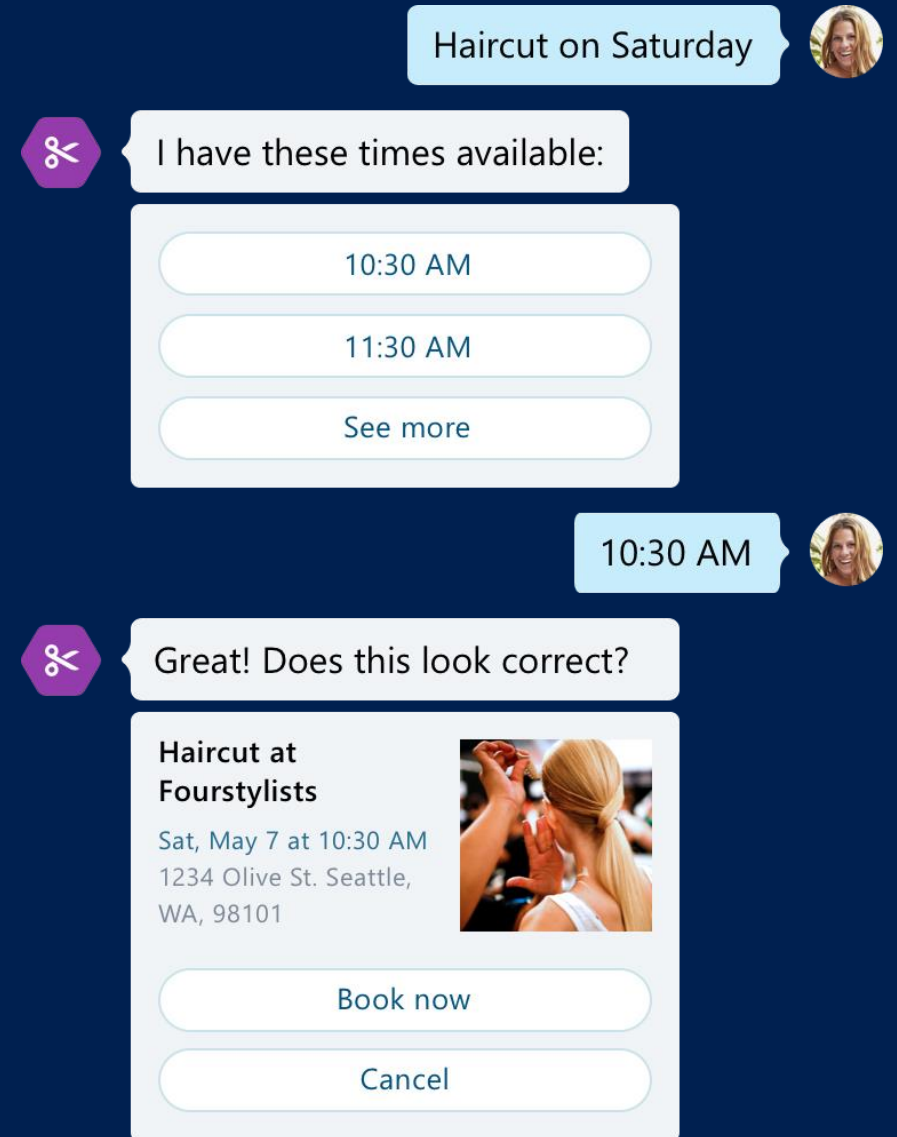 Haircut on Saturday
I have these times available:
10:30 AM
11:30 AM
See more
10:30 AM
Great! Does this look correct?
Haircut at
Fourstylists
Sat, May 7 at 10:30 AM
1234 Olive St. Seattle,
WA, 98101
Book now
Cancel